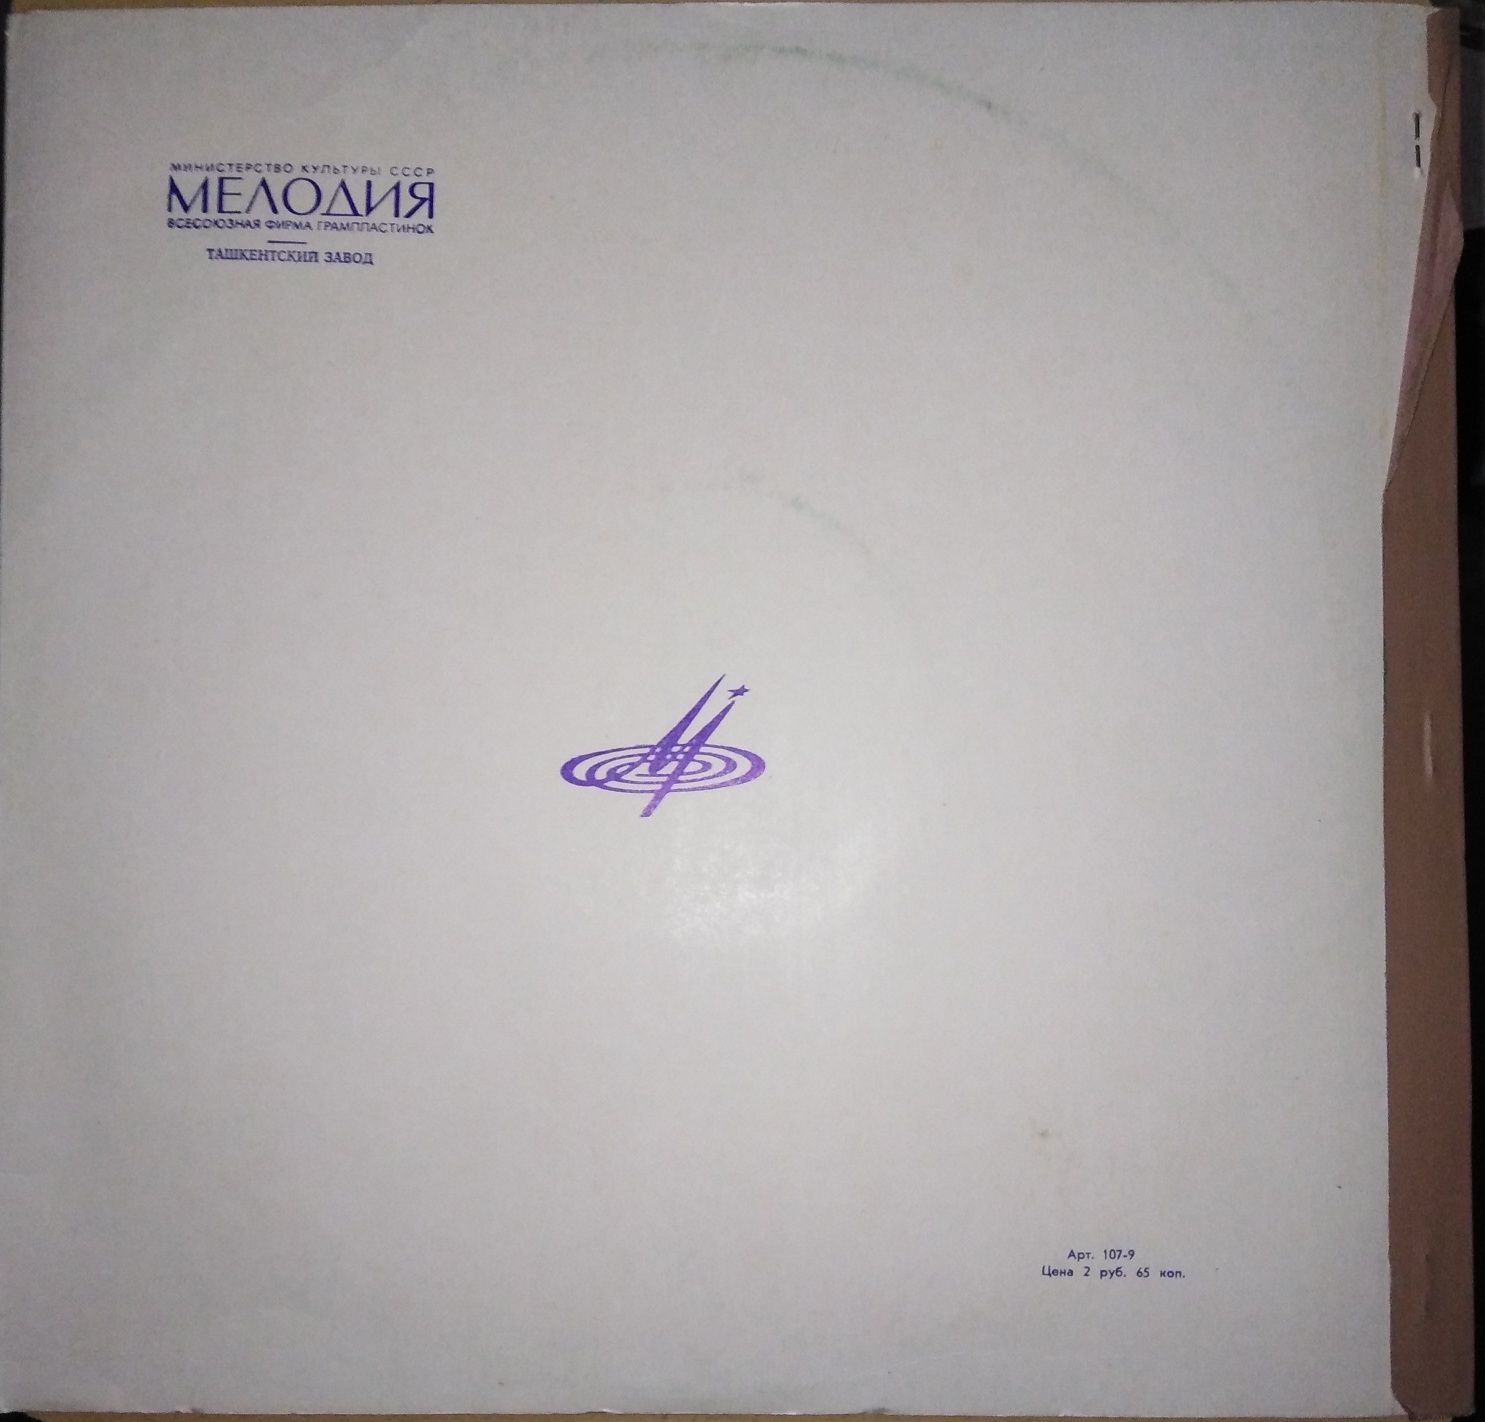 МИНИСТЕРСТВО КУЛЬТУРЫ СССР
МЕЛОДИЯ
ВСЕСОЮЗНАЯ ФИРМА ГРАМПЛАСТИНОК
ТАШКЕНТСКИЙ ЗАВОД
Арт. 107-9
Цена 2 руб. 65 коп.